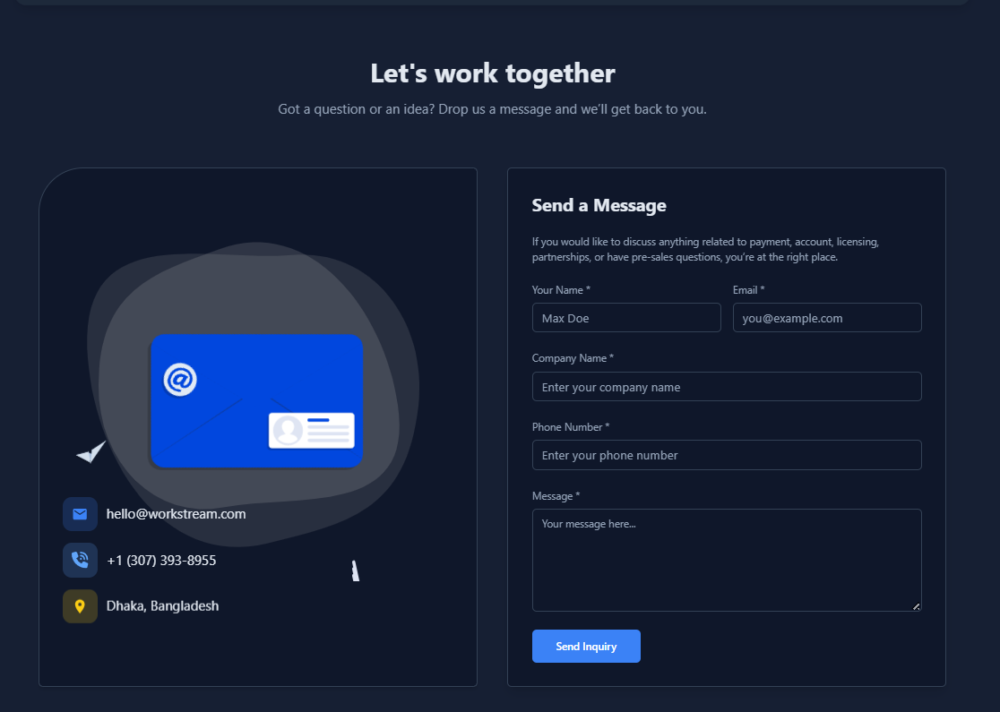 Let's work together
Got a question or an idea? Drop us a message and we’ll get back to you.
@
hello@workstream.com
+1 (307) 393-8955
Dhaka, Bangladesh
Send a Message
If you would like to discuss anything related to payment, account, licensing,
partnerships, or have pre-sales questions, you’re at the right place.
Your Name *
Max Doe
Email *
you@example.com
Company Name *
Enter your company name
Phone Number *
Enter your phone number
Message *
Your message here...
Send Inquiry